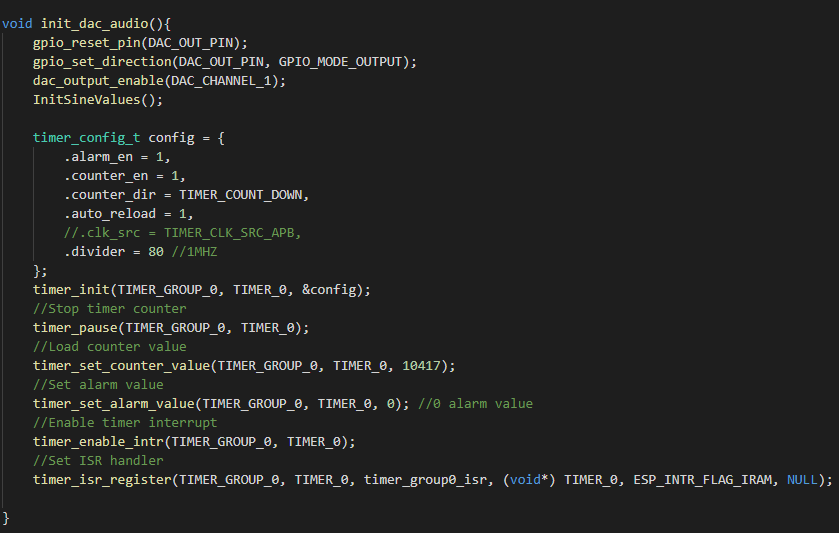 void init_dac_audio(){
    gpio_reset_pin(DAC_OUT_PIN);
    gpio_set_direction(DAC_OUT_PIN, GPIO_MODE_OUTPUT);
    dac_output_enable(DAC_CHANNEL_1);
    InitSineValues();

    timer_config_t config = {
        .alarm_en = 1,
        .counter_en = 1,
        .counter_dir = TIMER_COUNT_DOWN,
        .auto_reload = 1,
        //.clk_src = TIMER_CLK_SRC_APB,
        .divider = 80 //1MHZ
    };
    timer_init(TIMER_GROUP_0, TIMER_0, &config);
    //Stop timer counter
    timer_pause(TIMER_GROUP_0, TIMER_0);
    //Load counter value
    timer_set_counter_value(TIMER_GROUP_0, TIMER_0, 10417);
    //Set alarm value
    timer_set_alarm_value(TIMER_GROUP_0, TIMER_0, 0); //0 alarm value
    //Enable timer interrupt
    timer_enable_intr(TIMER_GROUP_0, TIMER_0);
    //Set ISR handler
    timer_isr_register(TIMER_GROUP_0, TIMER_0, timer_group0_isr, (void*) TIMER_0, ESP_INTR_FLAG_IRAM, NULL);

}